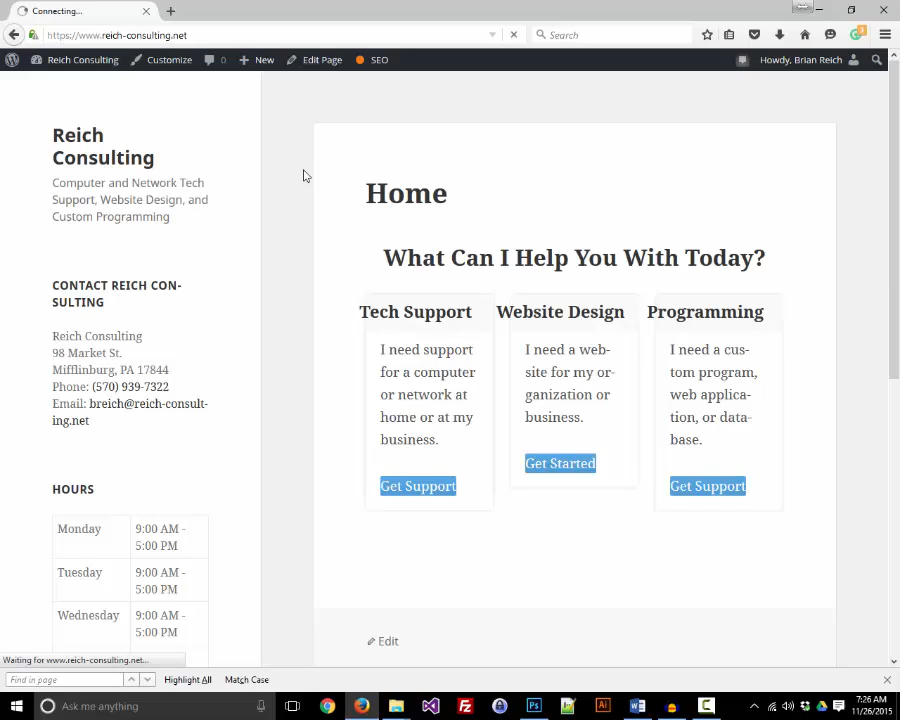 Connecting...
https://www.reich-consulting.net
Search
3
Reich Consulting
Customize
0
New
Edit Page
SEO
Howdy, Brian Reich
Reich
Consulting
Computer and Network Tech
Support, Website Design, and
Custom Programming
CONTACT REICH CON-
SULTING
Reich Consulting
98 Market St.
Mifflinburg, PA 17844
Phone: (570) 939-7322
Email: breich@reich-consult-
ing.net
HOURS
Monday
9:00 AM -
5:00 PM
Tuesday
9:00 AM -
5:00 PM
Wednesday
9:00 AM -
5:00 PM
Home
What Can I Help You With Today?
Tech Support
I need support
for a computer
or network at
home or at my
business.
Get Support
Website Design
I need a web-
site for my or-
ganization or
business.
Get Started
Programming
I need a cus-
tom program,
web applica-
tion, or data-
base.
Get Support
Edit
Waiting for www.reich-consulting.net...
Find in page
Highlight All
Match Case
Ask me anything
7:26 AM
11/26/2015